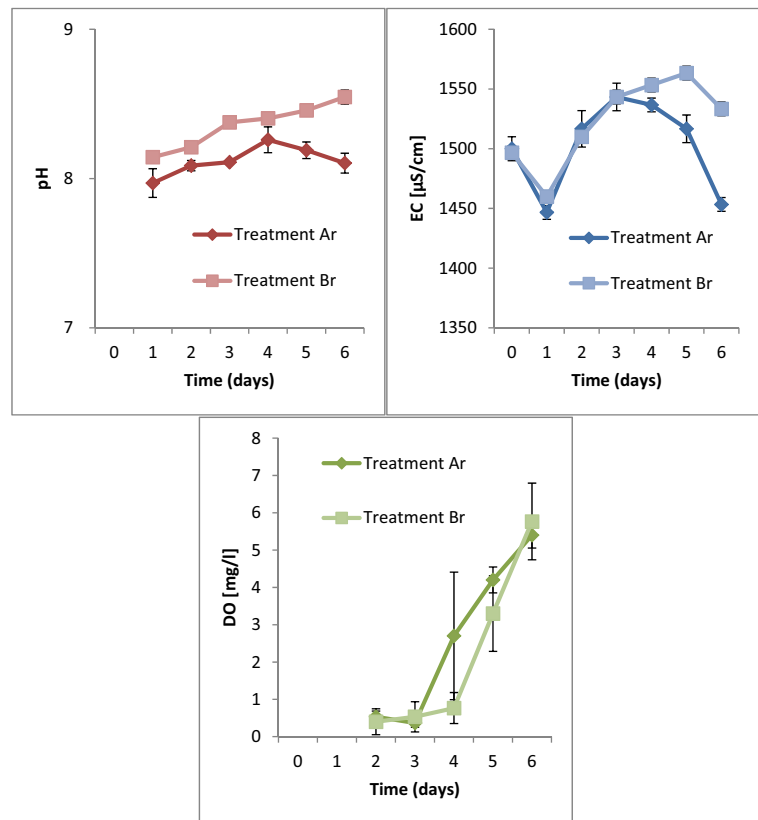 9
8
7
pH
Treatment Ar
Treatment Br
0 1 2 3 4 5 6
Time (days)
1600
1550
1500
1450
1400
1350
EC [µS/cm]
Treatment Ar
Treatment Br
0 1 2 3 4 5 6
Time (days)
8
7
6
5
4
3
2
1
0
DO [mg/l]
Treatment Ar
Treatment Br
0 1 2 3 4 5 6
Time (days)